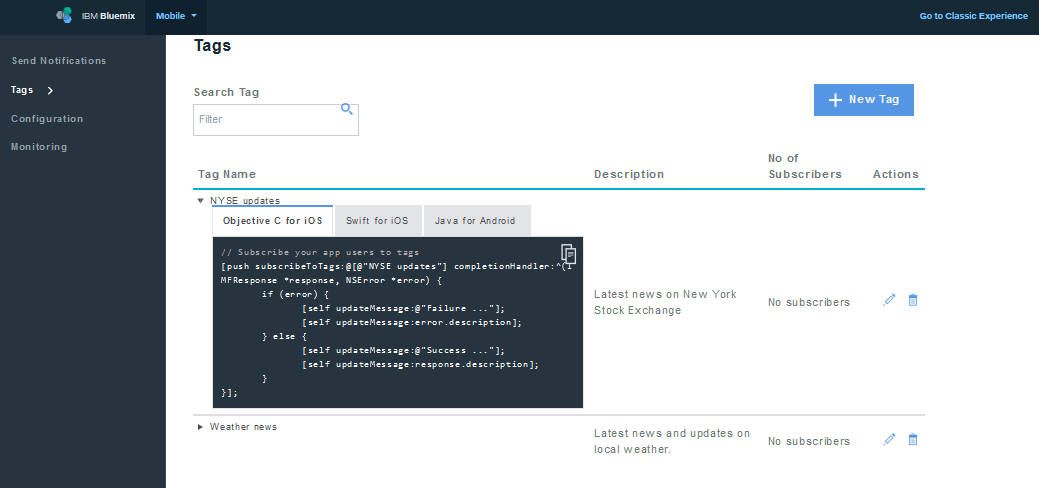 IBM Bluemix
Mobile
Go to Classic Experience
Send Notifications
Tags
Configuration
Monitoring
Tags
Search Tag
Filter
New Tag
Tag Name
Description
No of
Subscribers
Actions
NYSE updates
Objective C for iOS
Swift for iOS
Java for Android
// Subscribe your app users to tags
[push subscribeToTags:@[@"NYSE updates"] completionHandler:^(I
MFResponse *response, NSError *error) {
if (error) {
[self updateMessage:@"Failure ..."];
[self updateMessage:error.description];
} else {
[self updateMessage:@"Success ..."];
[self updateMessage:response.description];
}
}];
Latest news on New York
Stock Exchange
No subscribers
Weather news
Latest news and updates on
local weather.
No subscribers